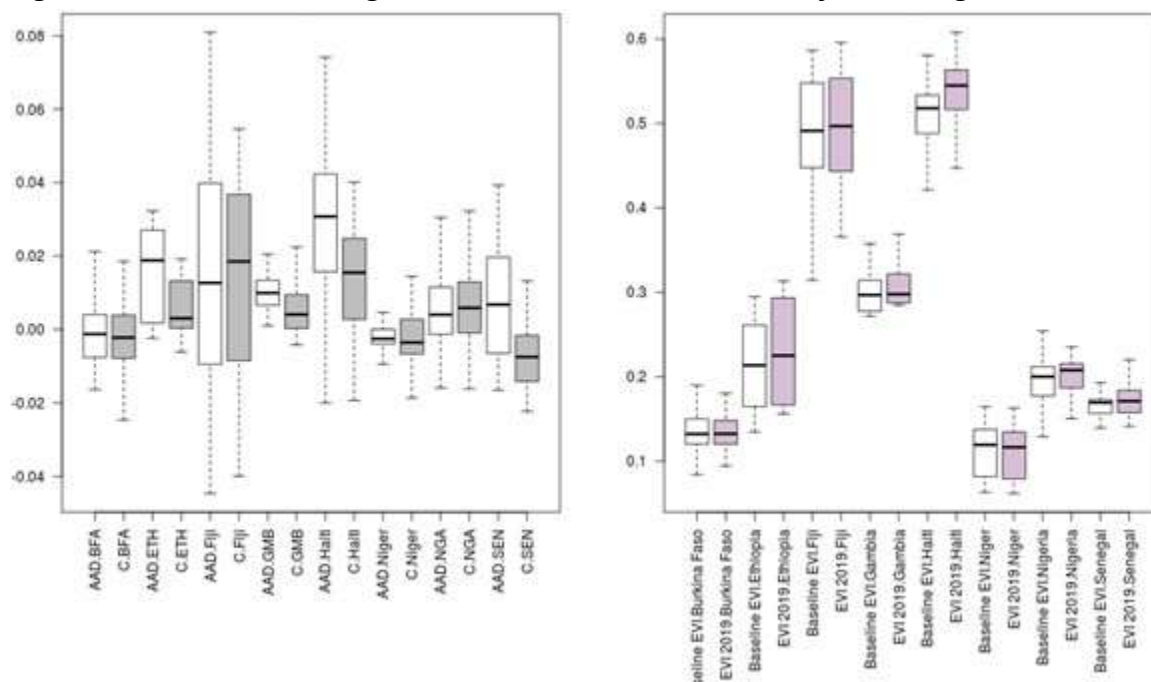 0.08
0.06
0.04
0.02
0.00
-0.02
-0.04
AAD.BFA
C.BFA
AAD.ETH
C.ETH
AAD.Fiji
C.Fiji
AAD.GMB
C.GMB
AAD.Haiti
C.Haiti
AAD.Niger
C.Niger
AAD.NGA
C.NGA
AAD.SEN
C.SEN
0.6
0.5
0.4
0.3
0.2
0.1
seline EVI.Burkina Faso
EVI 2019.Burkina Faso
Baseline EVI.Ethiopia
EVI 2019.Ethiopia
Baseline EVI.Fiji
EVI 2019.Fiji
Baseline EVI.Gambia
EVI 2019.Gambia
Baseline EVI.Haiti
EVI 2019.Haiti
Baseline EVI.Niger
EVI 2019.Niger
Baseline EVI.Nigeria
EVI 2019.Nigeria
Baseline EVI.Senegal
EVI 2019.Senegal